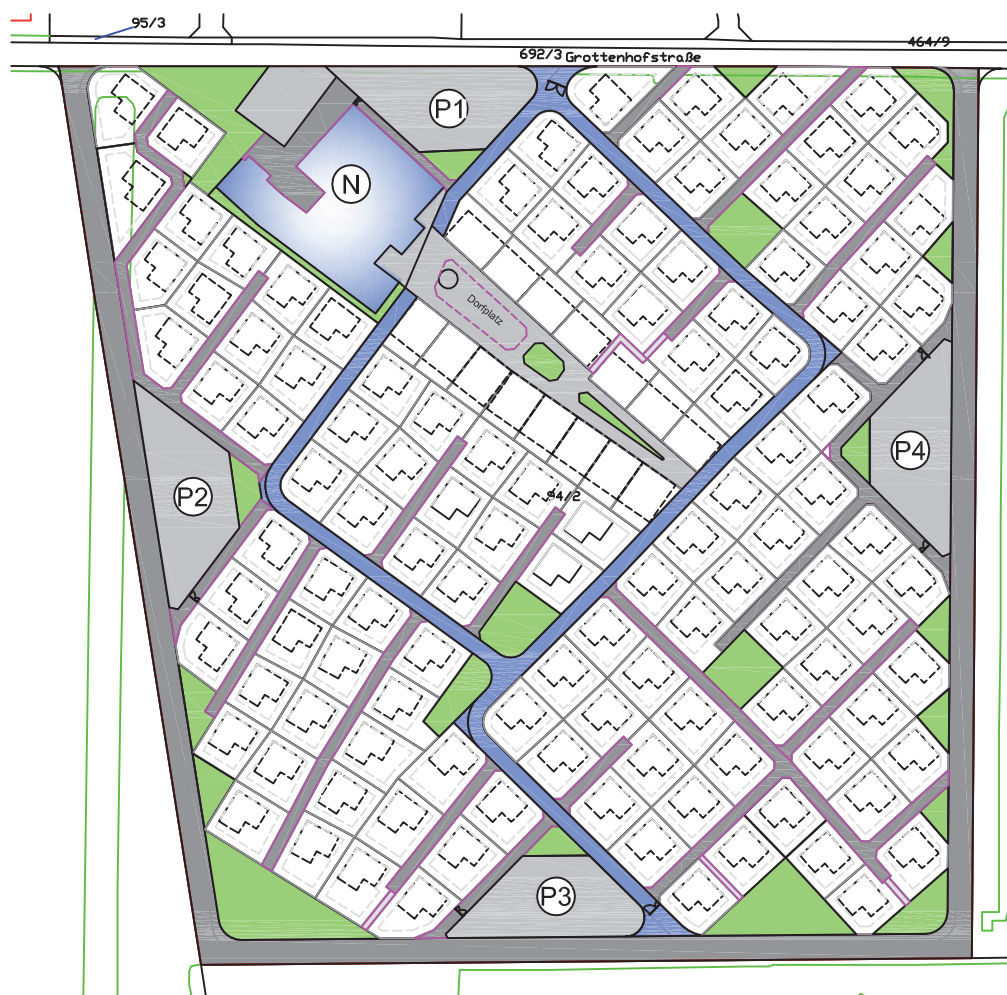 95/3
464/9
692/3 Grottenhofstraße
P1
N
Dorfplatz
P4
P2
94/2
P3